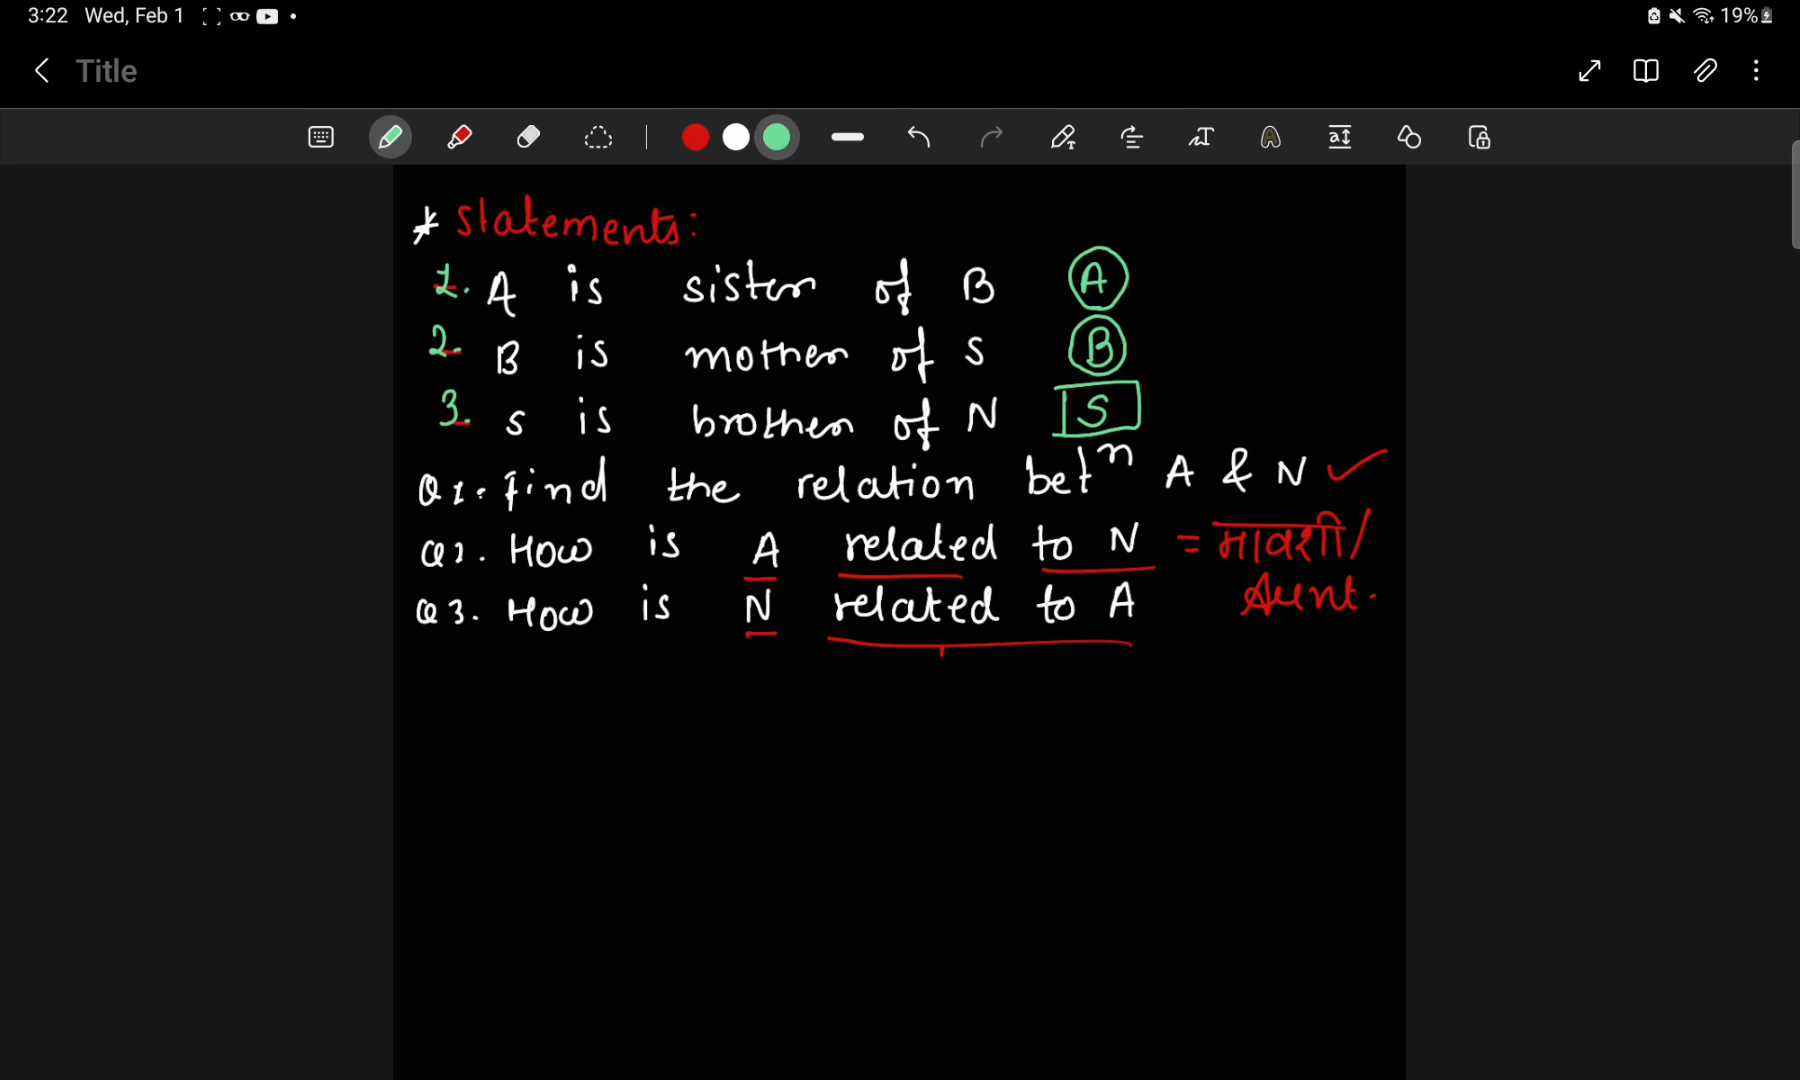 3:22 Wed, Feb 1 19%
Title
* Statements:
1. A is sister of B A
2. B is mother of S B
3. S is brother of N S
Q1. Find the relation betⁿ A & N ✓
Q2. How is A related to N = मावशी/
Aunt.
Q3. How is N related to A